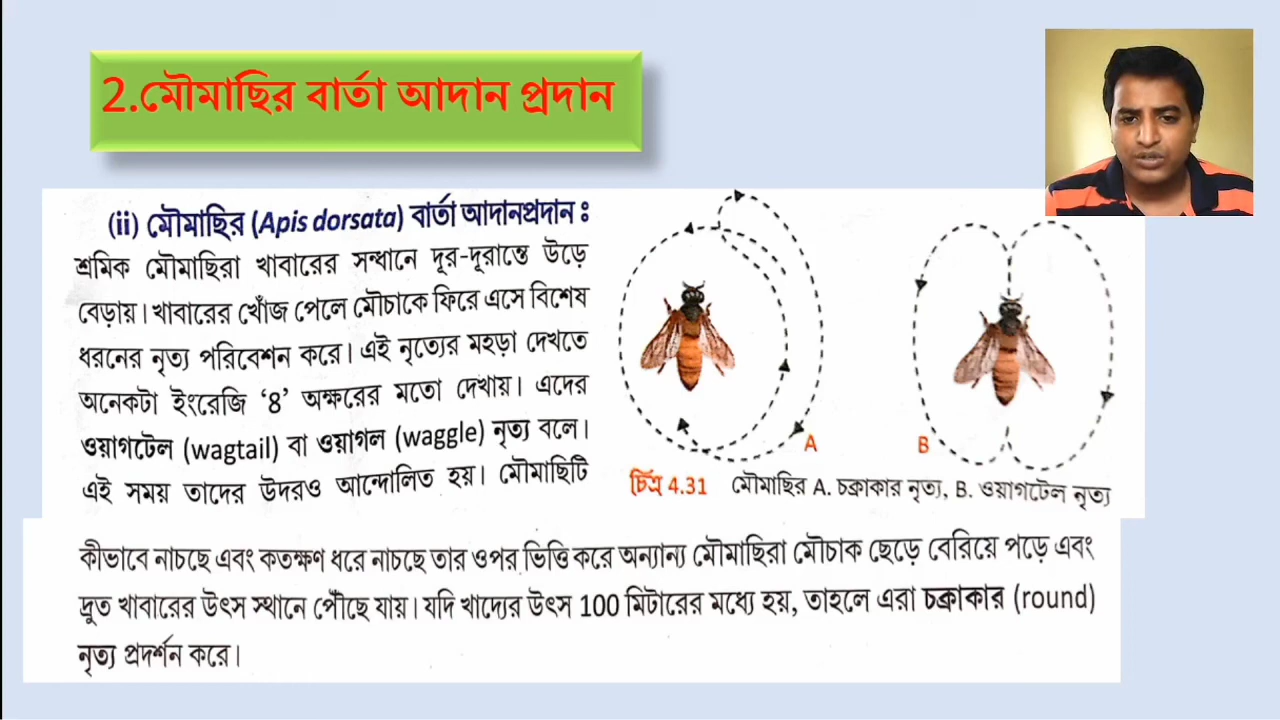 2.মৌমাছির বার্তা আদান প্রদান
(ii) মৌমাছির (Apis dorsata) বার্তা আদানপ্রদান ঃ
শ্রমিক মৌমাছিরা খাবারের সন্ধানে দূর-দূরান্তে উড়ে
বেড়ায়। খাবারের খোঁজ পেলে মৌচাকে ফিরে এসে বিশেষ
ধরনের নৃত্য পরিবেশন করে। এই নৃত্যের মহড়া দেখতে
অনেকটা ইংরেজি ‘8’ অক্ষরের মতো দেখায়। এদের
ওয়াগটেল (wagtail) বা ওয়াগল (waggle) নৃত্য বলে।
এই সময় তাদের উদরও আন্দোলিত হয়। মৌমাছিটি
A
B
চিত্র 4.31 মৌমাছির A. চক্রাকার নৃত্য, B. ওয়াগটেল নৃত্য
কীভাবে নাচছে এবং কতক্ষণ ধরে নাচছে তার ওপর ভিত্তি করে অন্যান্য মৌমাছিরা মৌচাক ছেড়ে বেরিয়ে পড়ে এবং
দ্রুত খাবারের উৎস স্থানে পৌঁছে যায়। যদি খাদ্যের উৎস 100 মিটারের মধ্যে হয়, তাহলে এরা চক্রাকার (round)
নৃত্য প্রদর্শন করে।